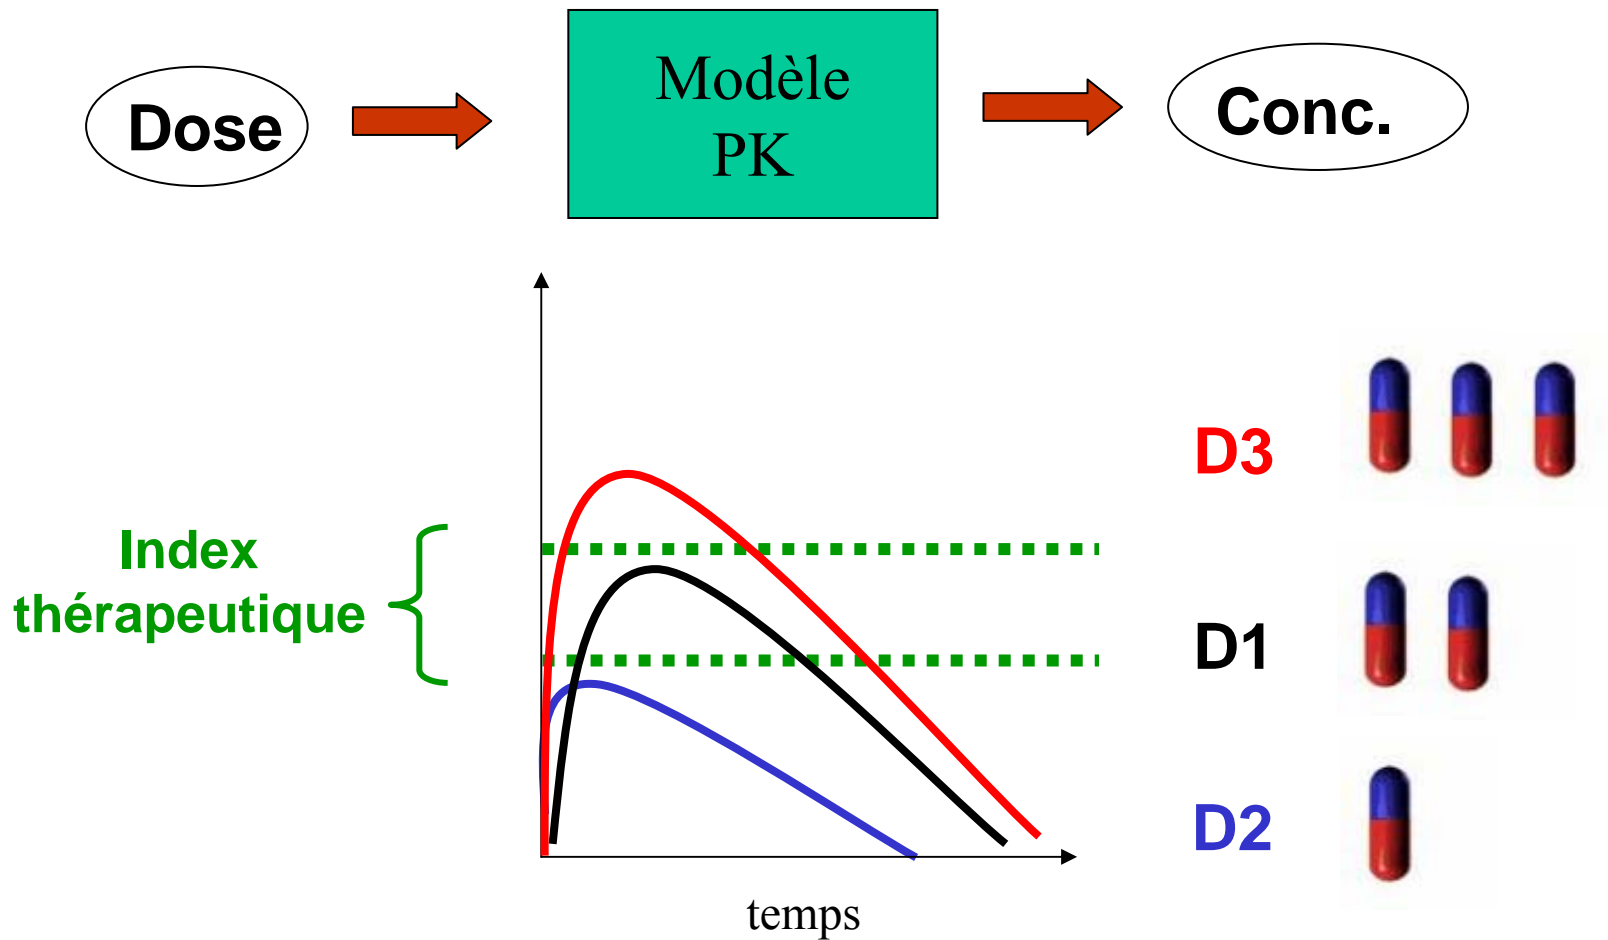 Dose
Modèle
PK
Conc.
Index
thérapeutique
D3
D1
D2
temps